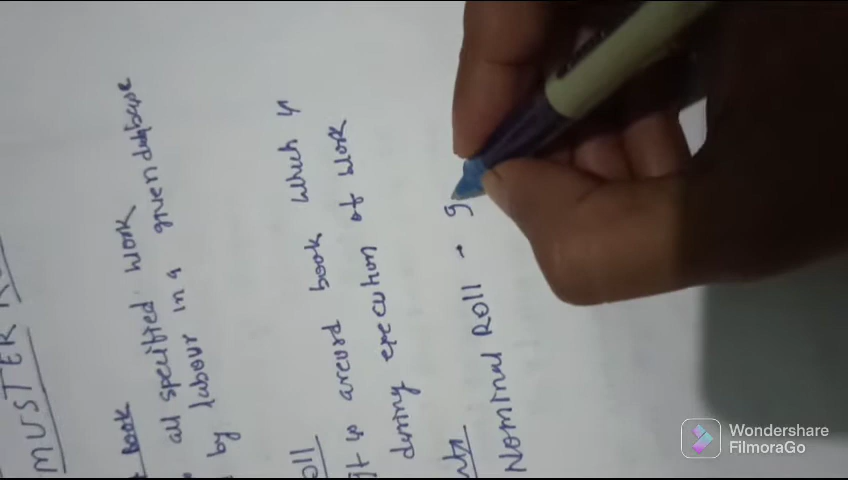 MUSTER
Book
all specified work
by labour in a given database
oll
It is a record book which is
during execution of work
Nominal Roll →
Wondershare
FilmoraGo